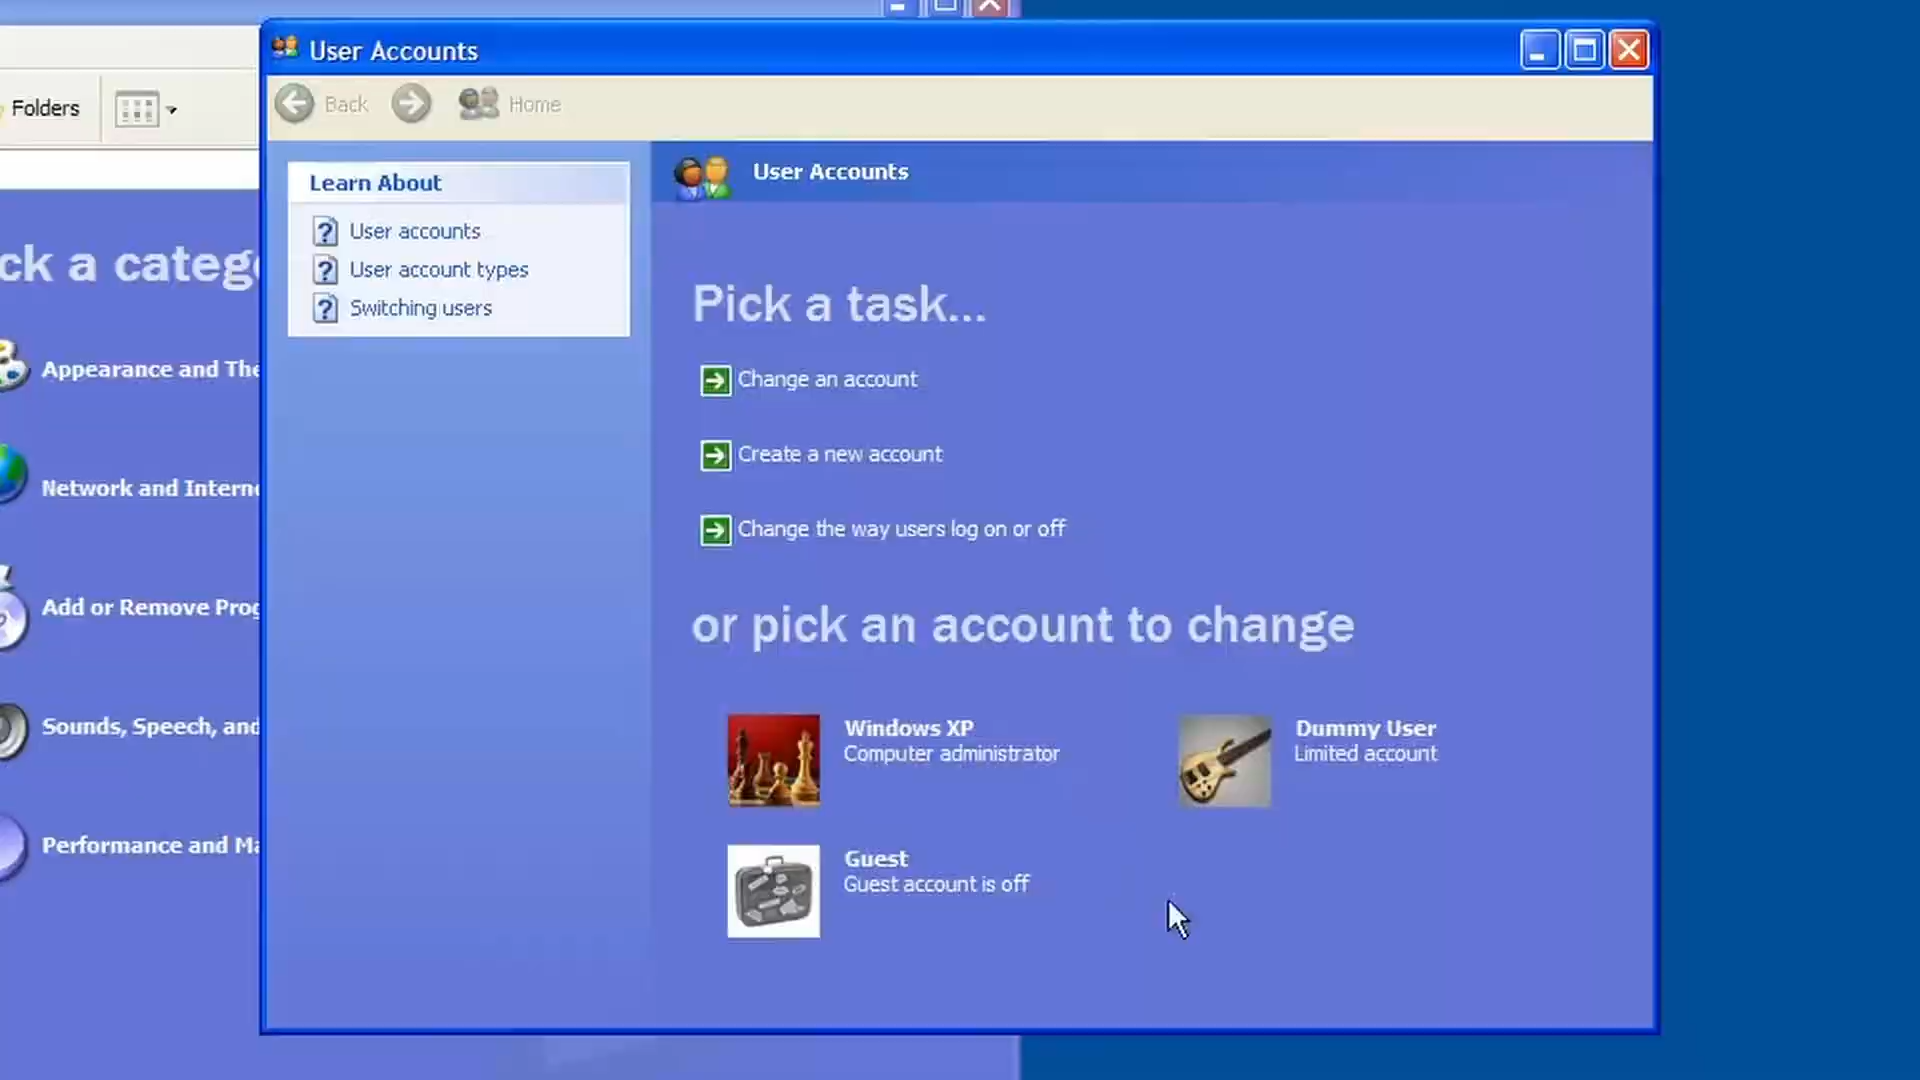 User Accounts
Folders
Back
Home
Learn About
User accounts
User account types
Switching users
User Accounts
ck a catego
Pick a task...
Appearance and The
Change an account
Network and Interne
Create a new account
Change the way users log on or off
Add or Remove Prog
or pick an account to change
Sounds, Speech, and
Windows XP
Computer administrator
Dummy User
Limited account
Performance and Ma
Guest
Guest account is off